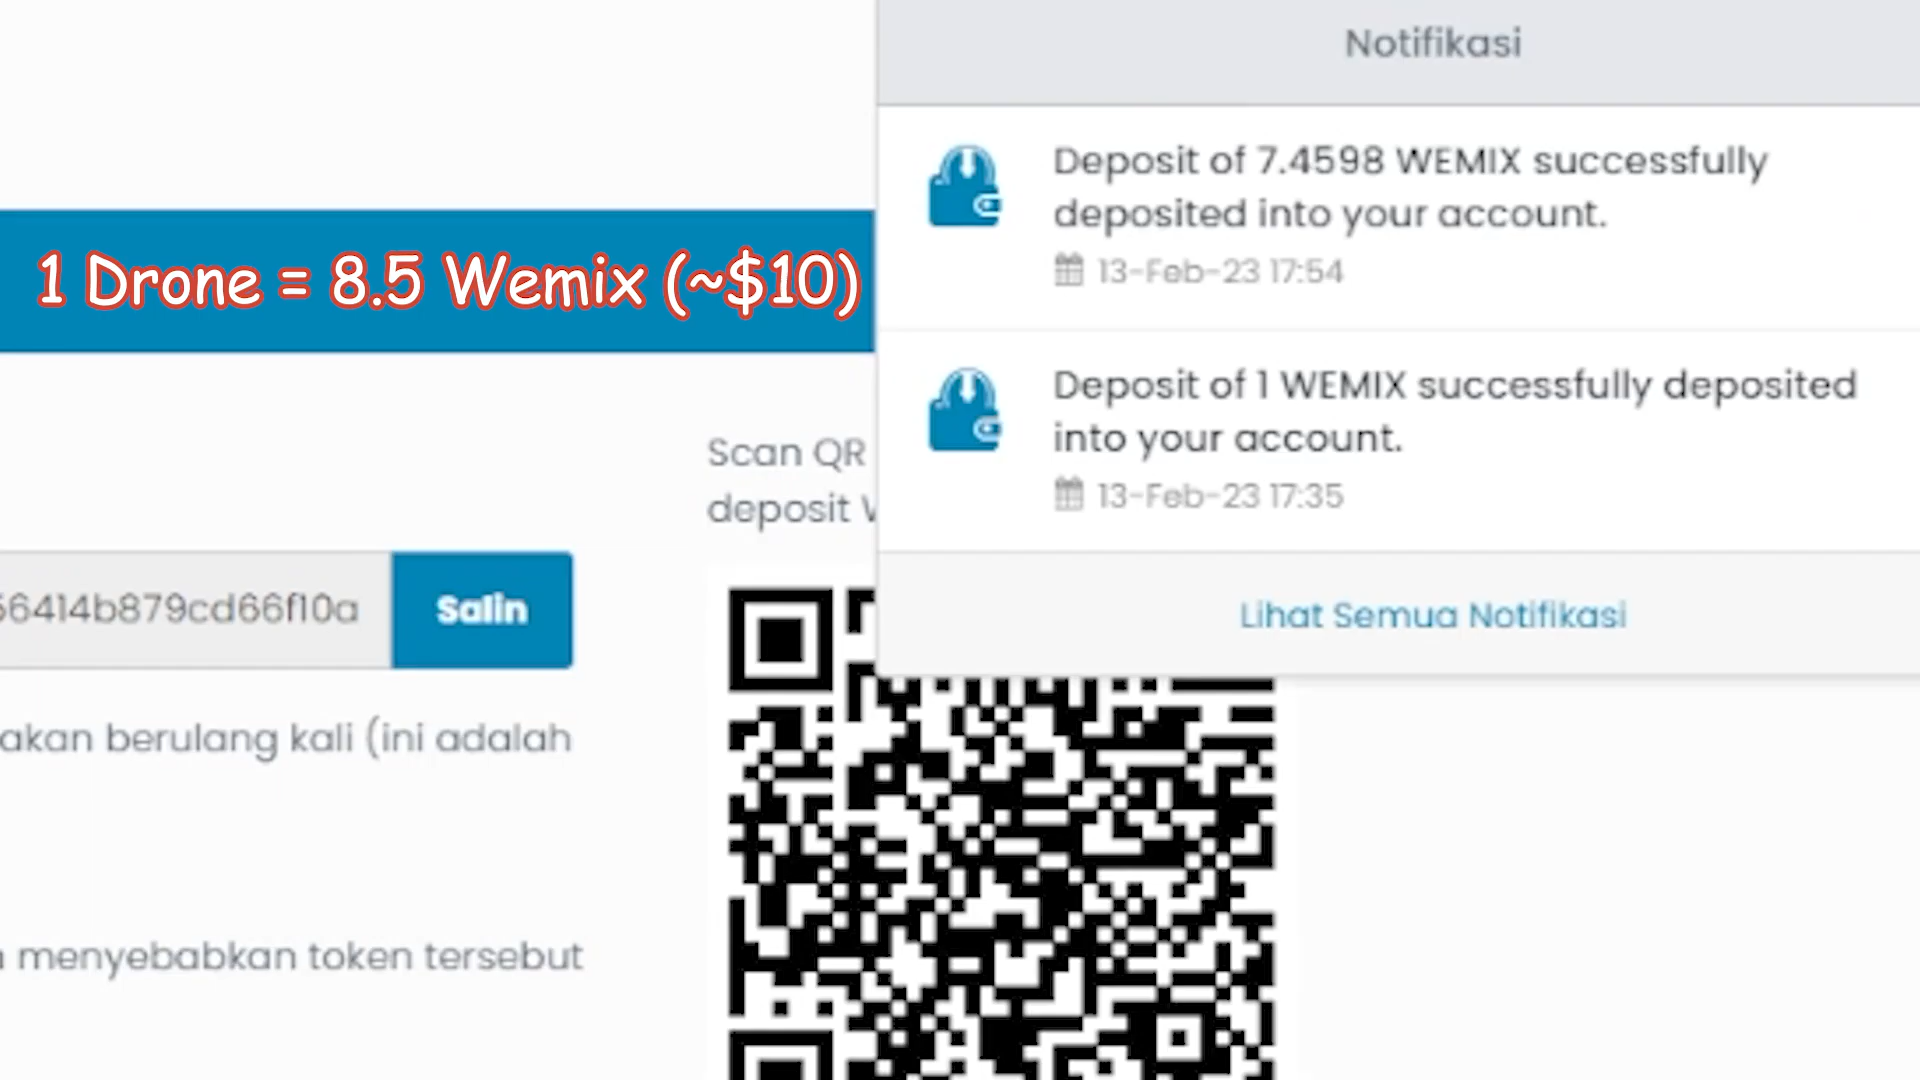 Notifikasi
Deposit of 7.4598 WEMIX successfully
deposited into your account.
13-Feb-23 17:54
1 Drone = 8.5 Wemix (~$10)
Deposit of 1 WEMIX successfully deposited
into your account.
13-Feb-23 17:35
Lihat Semua Notifikasi
Scan QR
deposit
56414b879cd66f10a
Salin
akan berulang kali (ini adalah
menyebabkan token tersebut